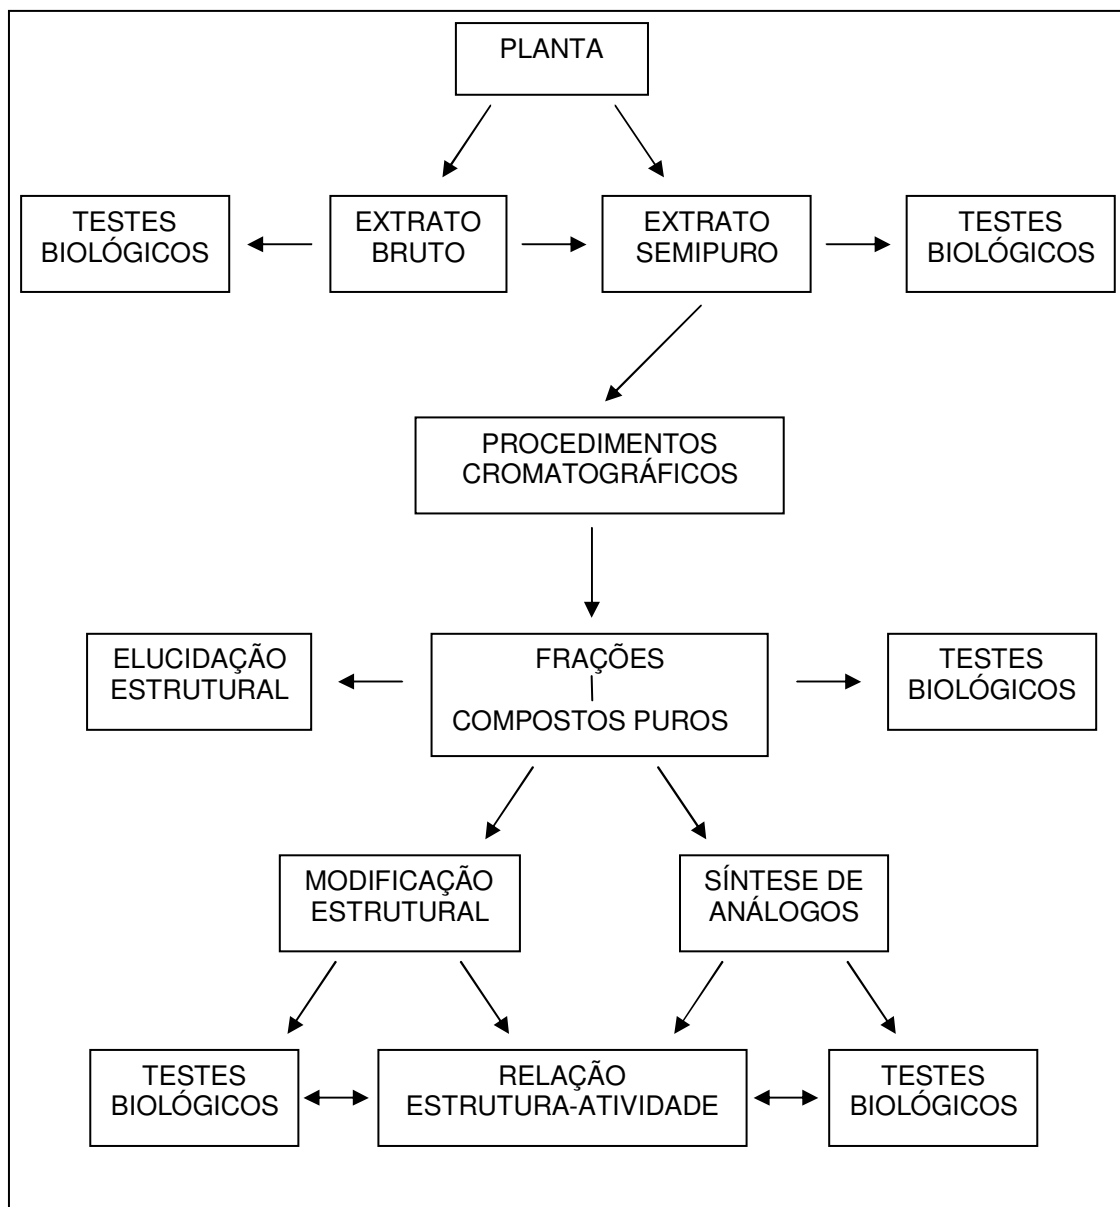 PLANTA
TESTES
BIOLÓGICOS
EXTRATO
BRUTO
EXTRATO
SEMIPURO
TESTES
BIOLÓGICOS
PROCEDIMENTOS
CROMATOGRÁFICOS
ELUCIDAÇÃO
ESTRUTURAL
FRAÇÕES
COMPOSTOS PUROS
TESTES
BIOLÓGICOS
MODIFICAÇÃO
ESTRUTURAL
SÍNTESE DE
ANÁLOGOS
TESTES
BIOLÓGICOS
RELAÇÃO
ESTRUTURA-ATIVIDADE
TESTES
BIOLÓGICOS